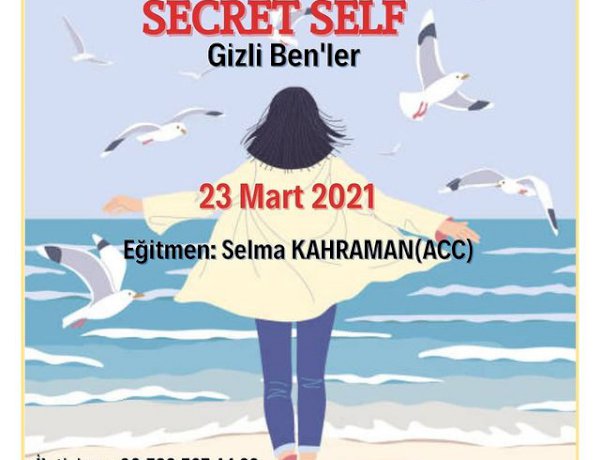 SECRET SELF
Gizli Ben'ler
23 Mart 2021
Eğitmen: Selma KAHRAMAN(ACC)